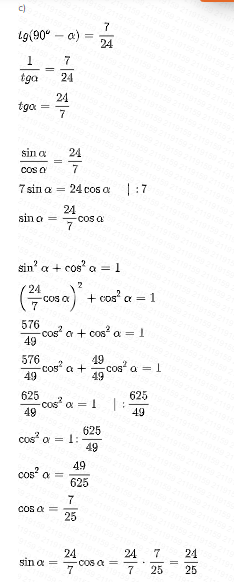 c)
tg(90° − α) = 7/24
1/tgα = 7/24
tgα = 24/7
sin α/cos α = 24/7
7 sin α = 24 cos α | : 7
sin α = 24/7 cos α
sin² α + cos² α = 1
(24/7 cos α)² + cos² α = 1
576/49 cos² α + cos² α = 1
576/49 cos² α + 49/49 cos² α = 1
625/49 cos² α = 1 | : 625/49
cos² α = 1 : 625/49
cos² α = 49/625
cos α = 7/25
sin α = 24/7 cos α = 24/7 · 7/25 = 24/25